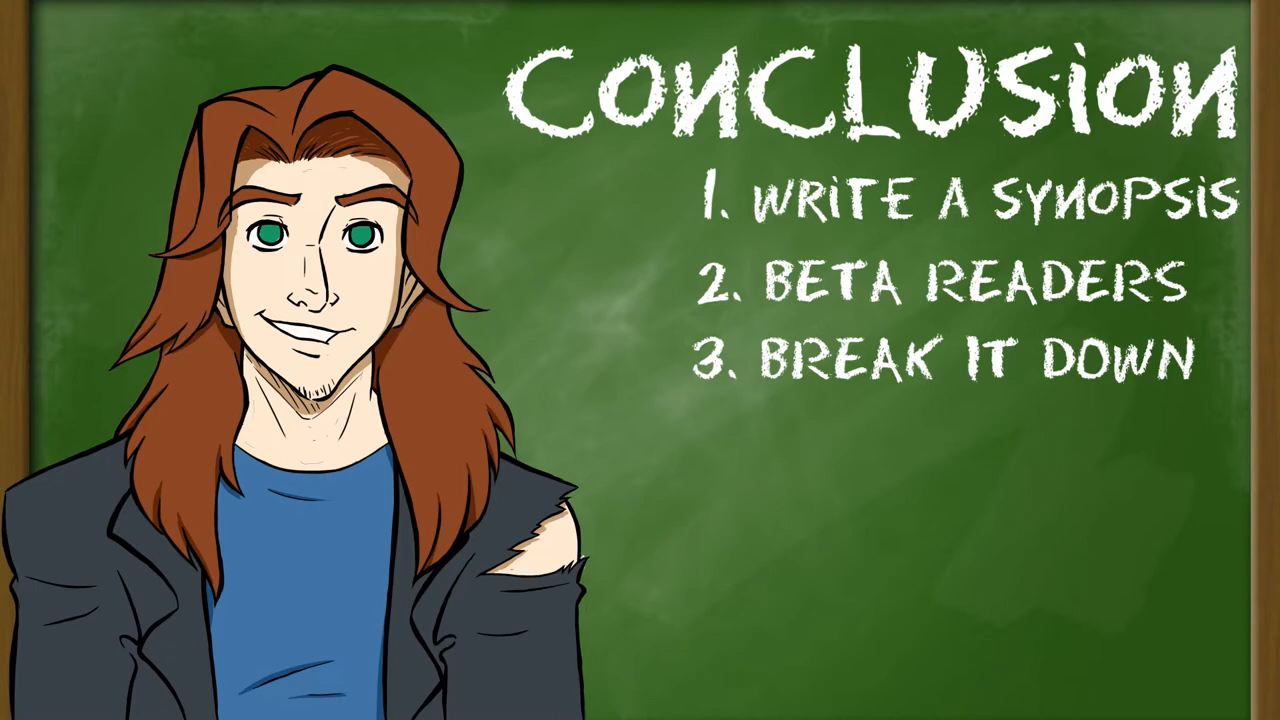 CONCLUSION
1. WRITE A SYNOPSIS
2. BETA READERS
3. BREAK IT DOWN